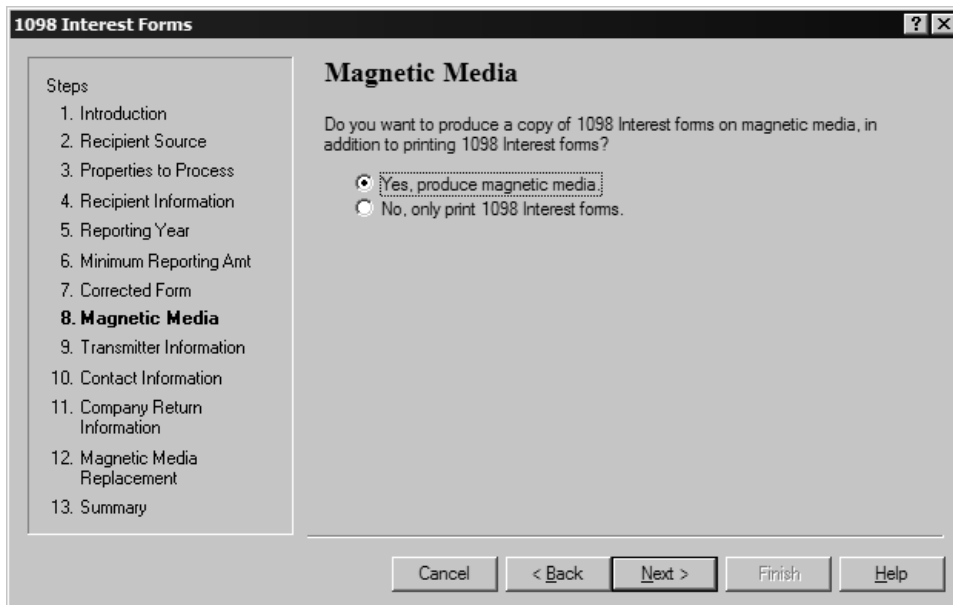 1098 Interest Forms
? X
Steps
1. Introduction
2. Recipient Source
3. Properties to Process
4. Recipient Information
5. Reporting Year
6. Minimum Reporting Amt
7. Corrected Form
8. Magnetic Media
9. Transmitter Information
10. Contact Information
11. Company Return
Information
12. Magnetic Media
Replacement
13. Summary
Magnetic Media
Do you want to produce a copy of 1098 Interest forms on magnetic media, in
addition to printing 1098 Interest forms?
Yes, produce magnetic media.
No, only print 1098 Interest forms.
Cancel
< Back
Next >
Finish
Help